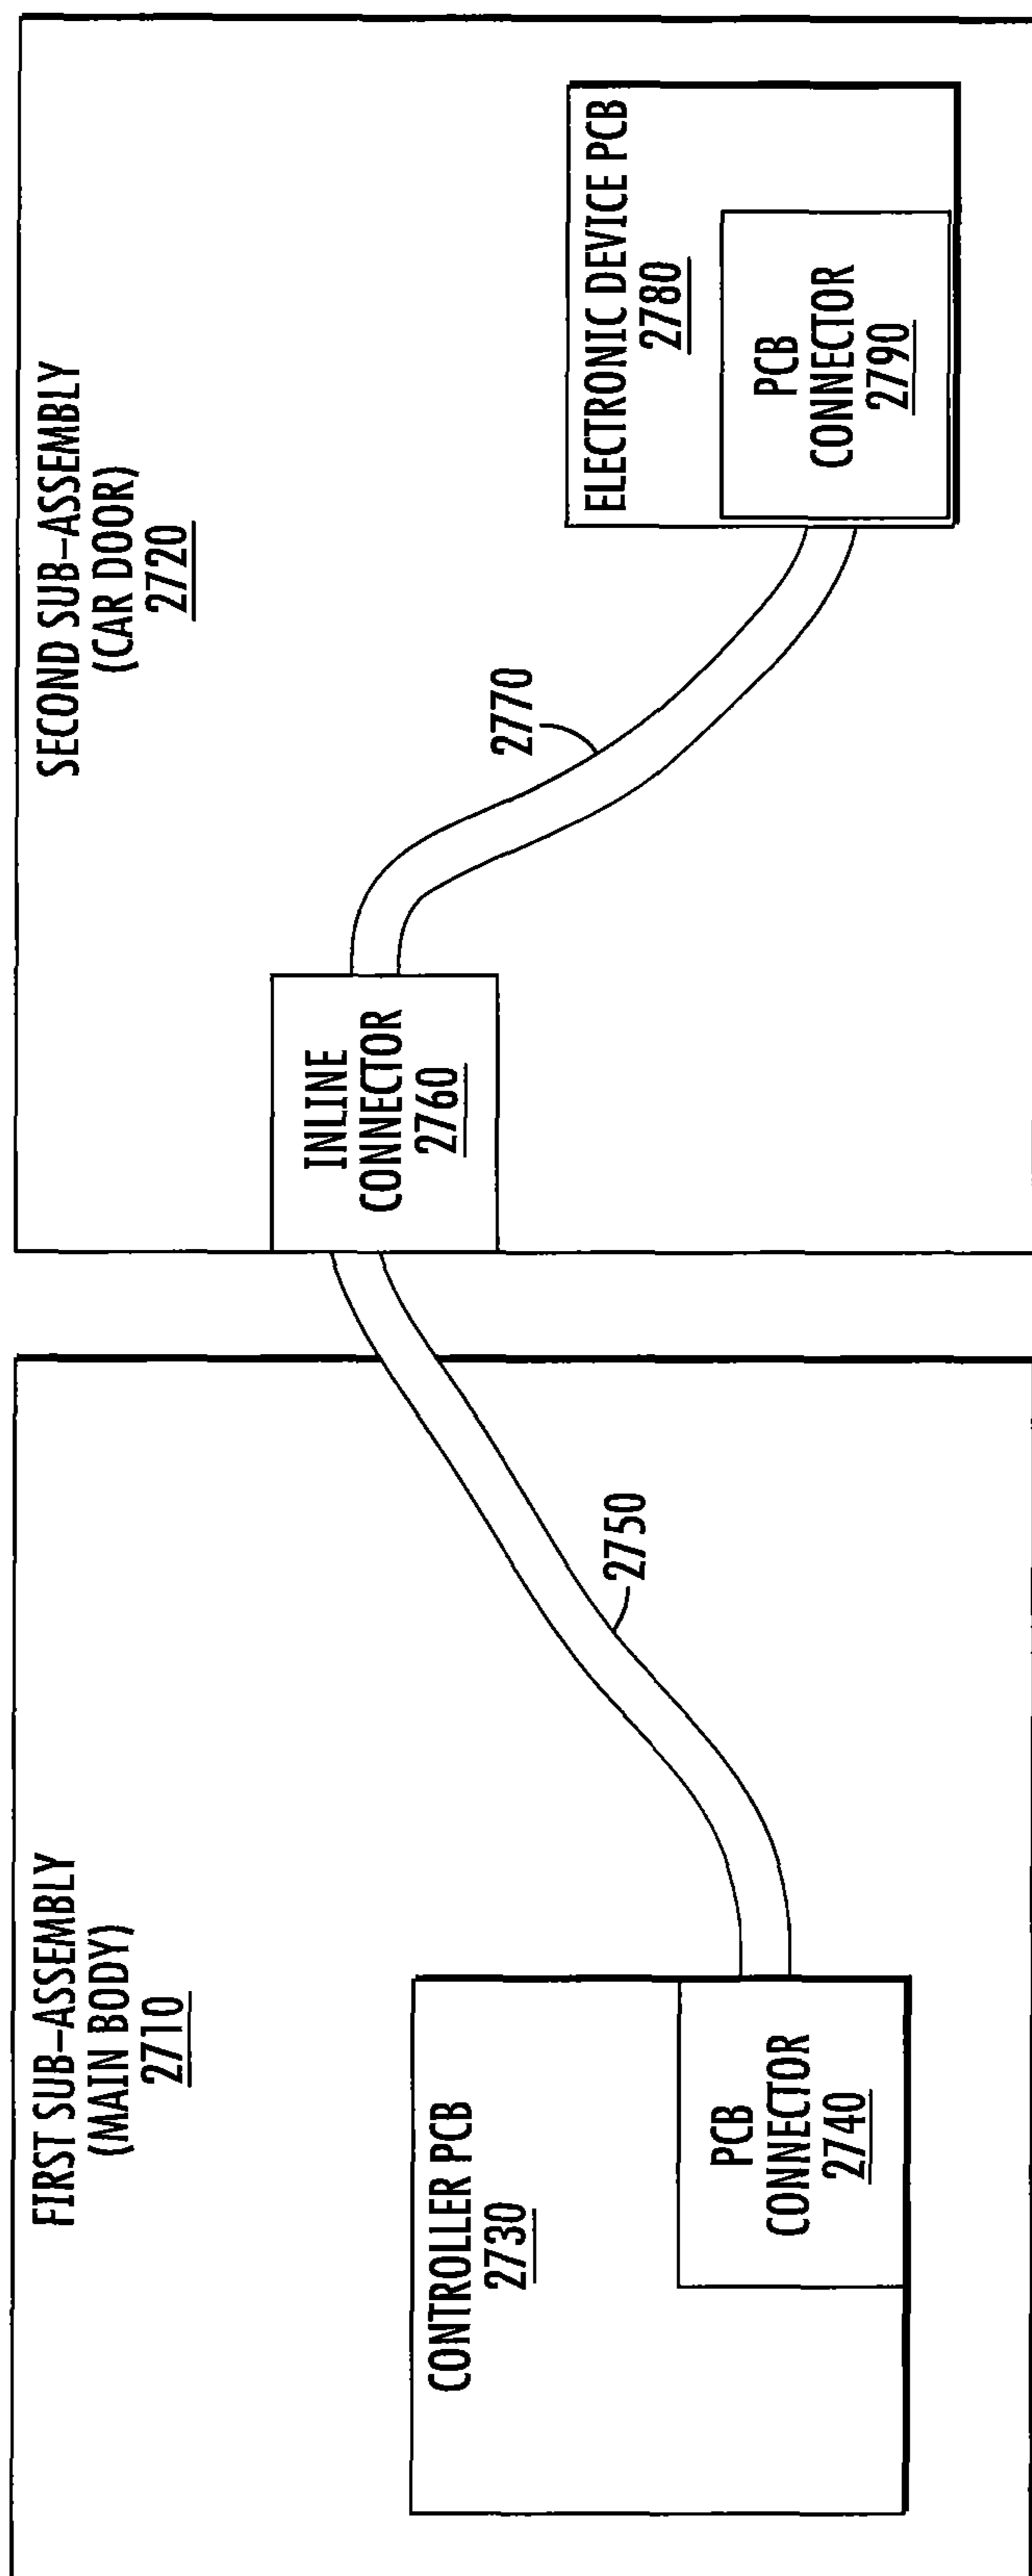 FIRST SUB-ASSEMBLY
(MAIN BODY)
2710
CONTROLLER PCB
2730
PCB
CONNECTOR
2740
2750
SECOND SUB-ASSEMBLY
(CAR DOOR)
2720
INLINE
CONNECTOR
2760
2770
ELECTRONIC DEVICE PCB
2780
PCB
CONNECTOR
2790